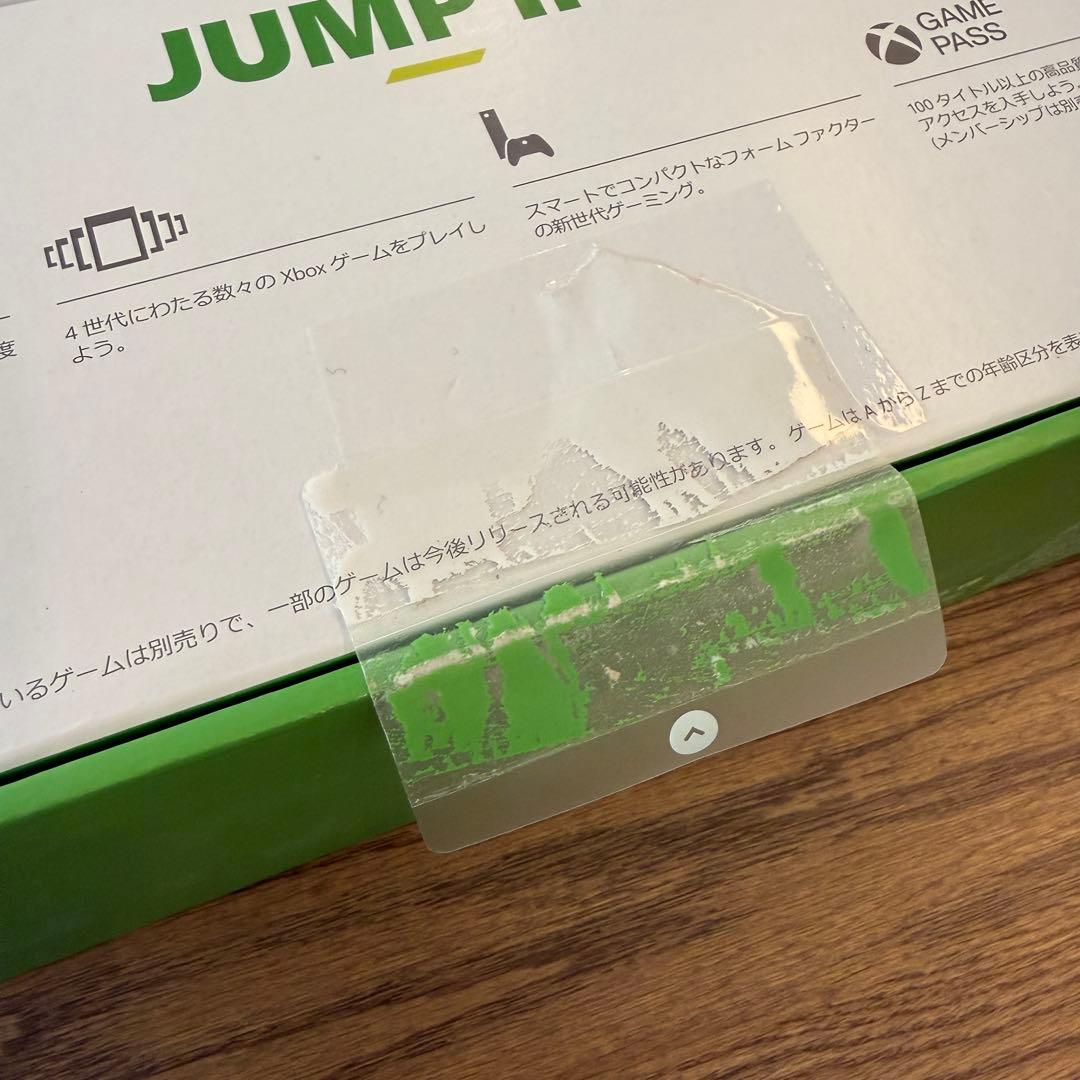 JUMP
GAME
PASS
100 タイトル以上の高品質
アクセスを入手しよう。
(メンバーシップは別
スマートでコンパクトなフォームファクター
の新世代ゲーミング。
4 世代にわたる数々の Xbox ゲームをプレイし
よう。
度
いるゲームは別売りで、一部のゲームは今後リリースされる可能性があります。ゲームは A から Z までの年齢区分を表